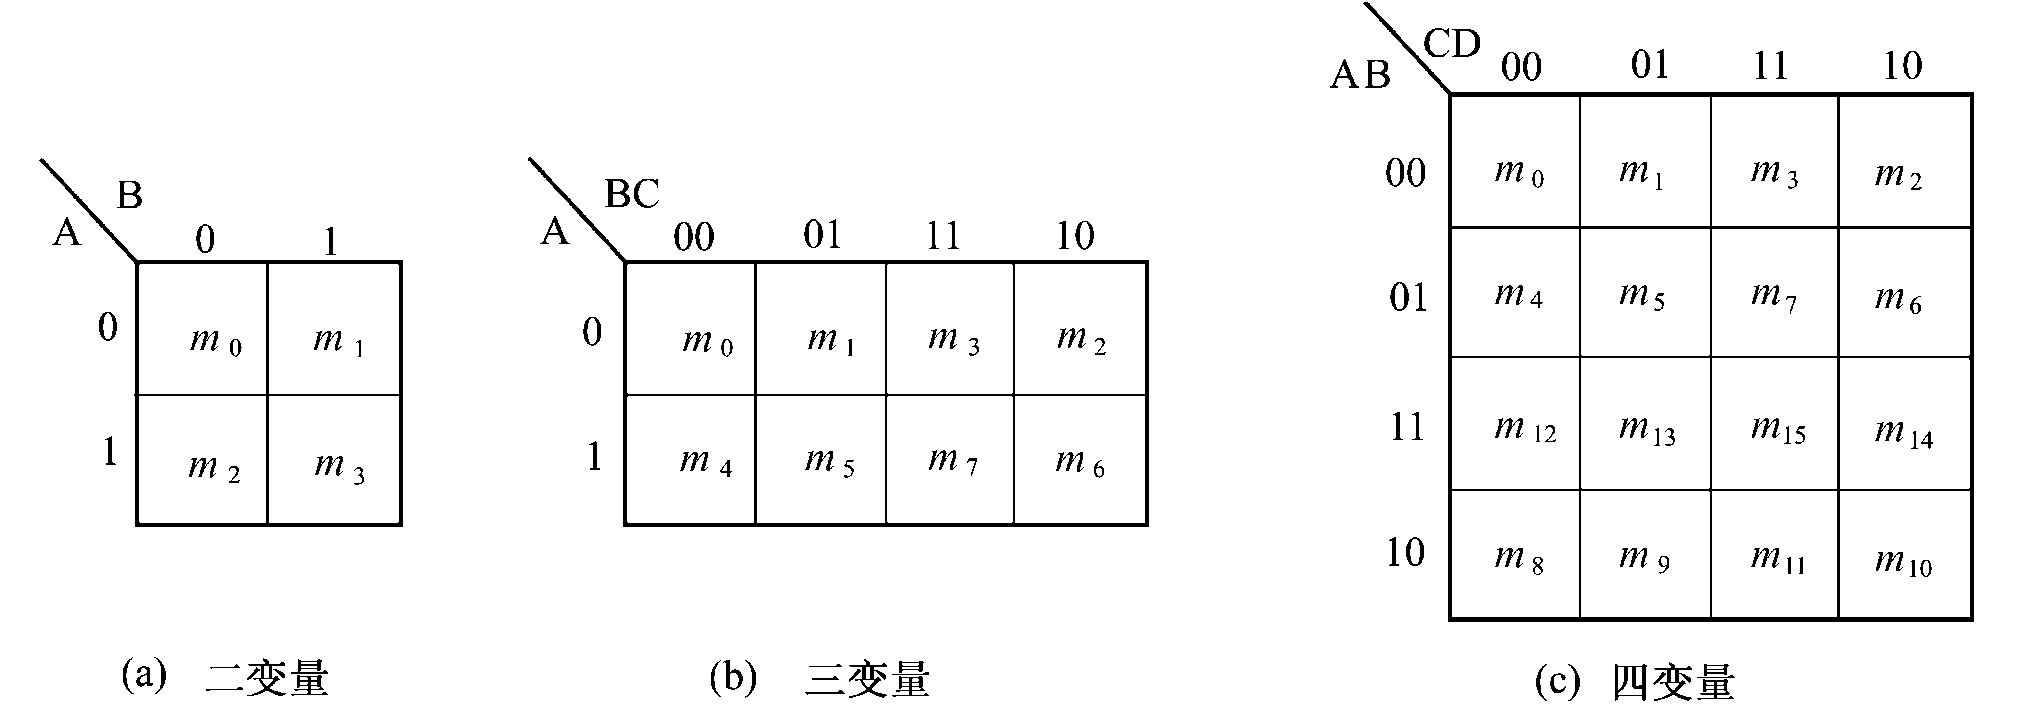 B
A
0 1
0 m0 m1
1 m2 m3
(a) 二变量
BC
A
00 01 11 10
0 m0 m1 m3 m2
1 m4 m5 m7 m6
(b) 三变量
CD
AB
00 01 11 10
00 m0 m1 m3 m2
01 m4 m5 m7 m6
11 m12 m13 m15 m14
10 m8 m9 m11 m10
(c) 四变量